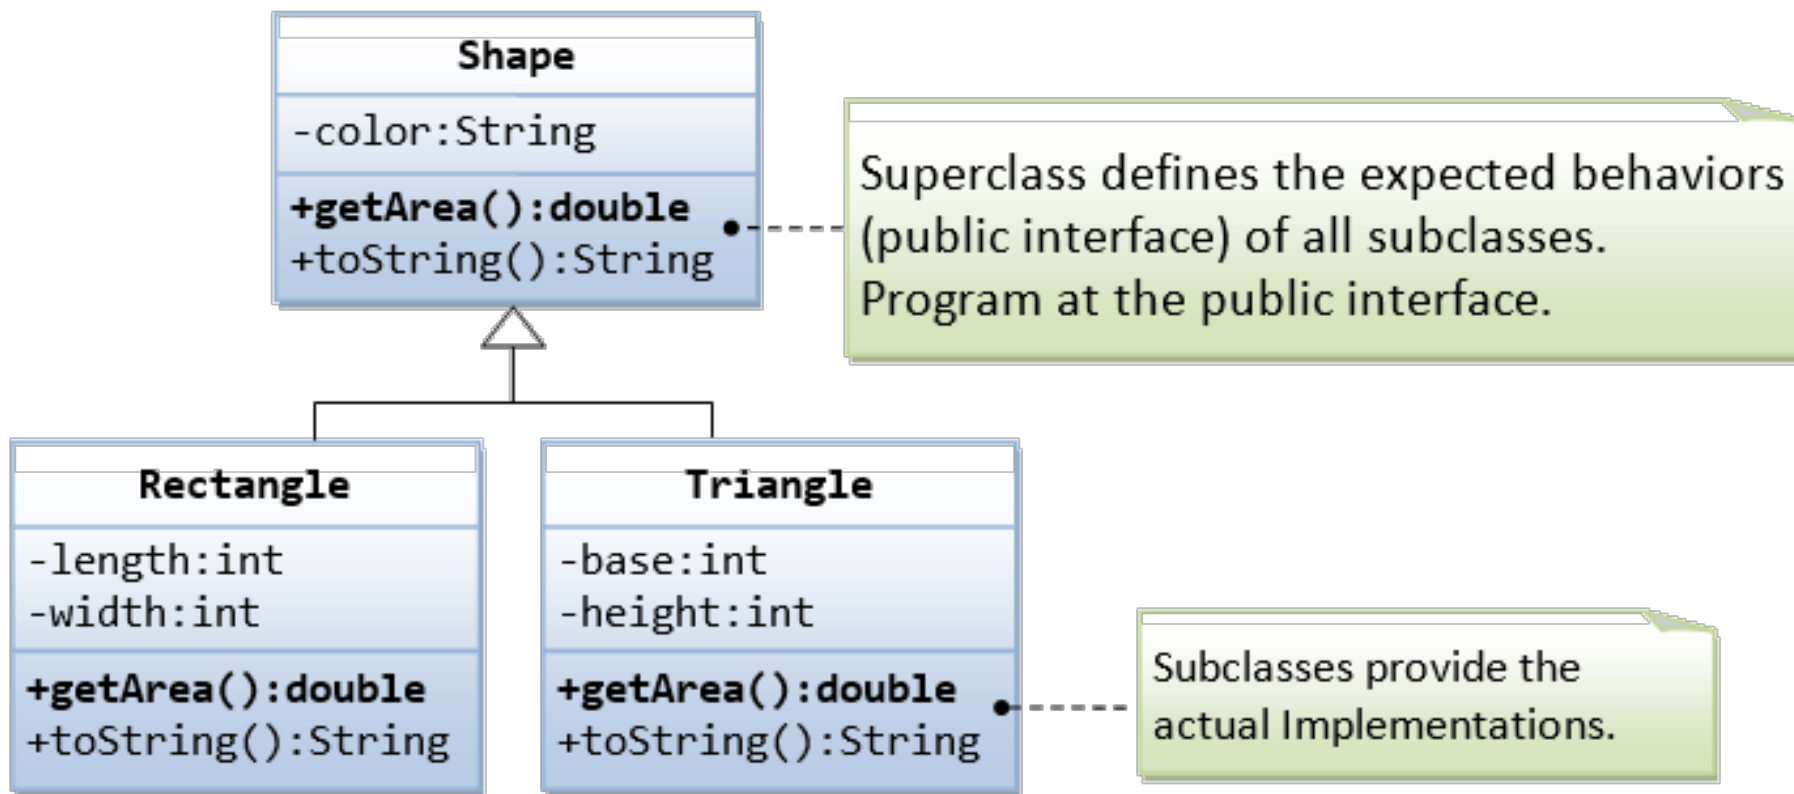 Shape
-color:String
+getArea():double
+toString():String
Superclass defines the expected behaviors
(public interface) of all subclasses.
Program at the public interface.
Rectangle
-length:int
-width:int
+getArea():double
+toString():String
Triangle
-base:int
-height:int
+getArea():double
+toString():String
Subclasses provide the
actual Implementations.